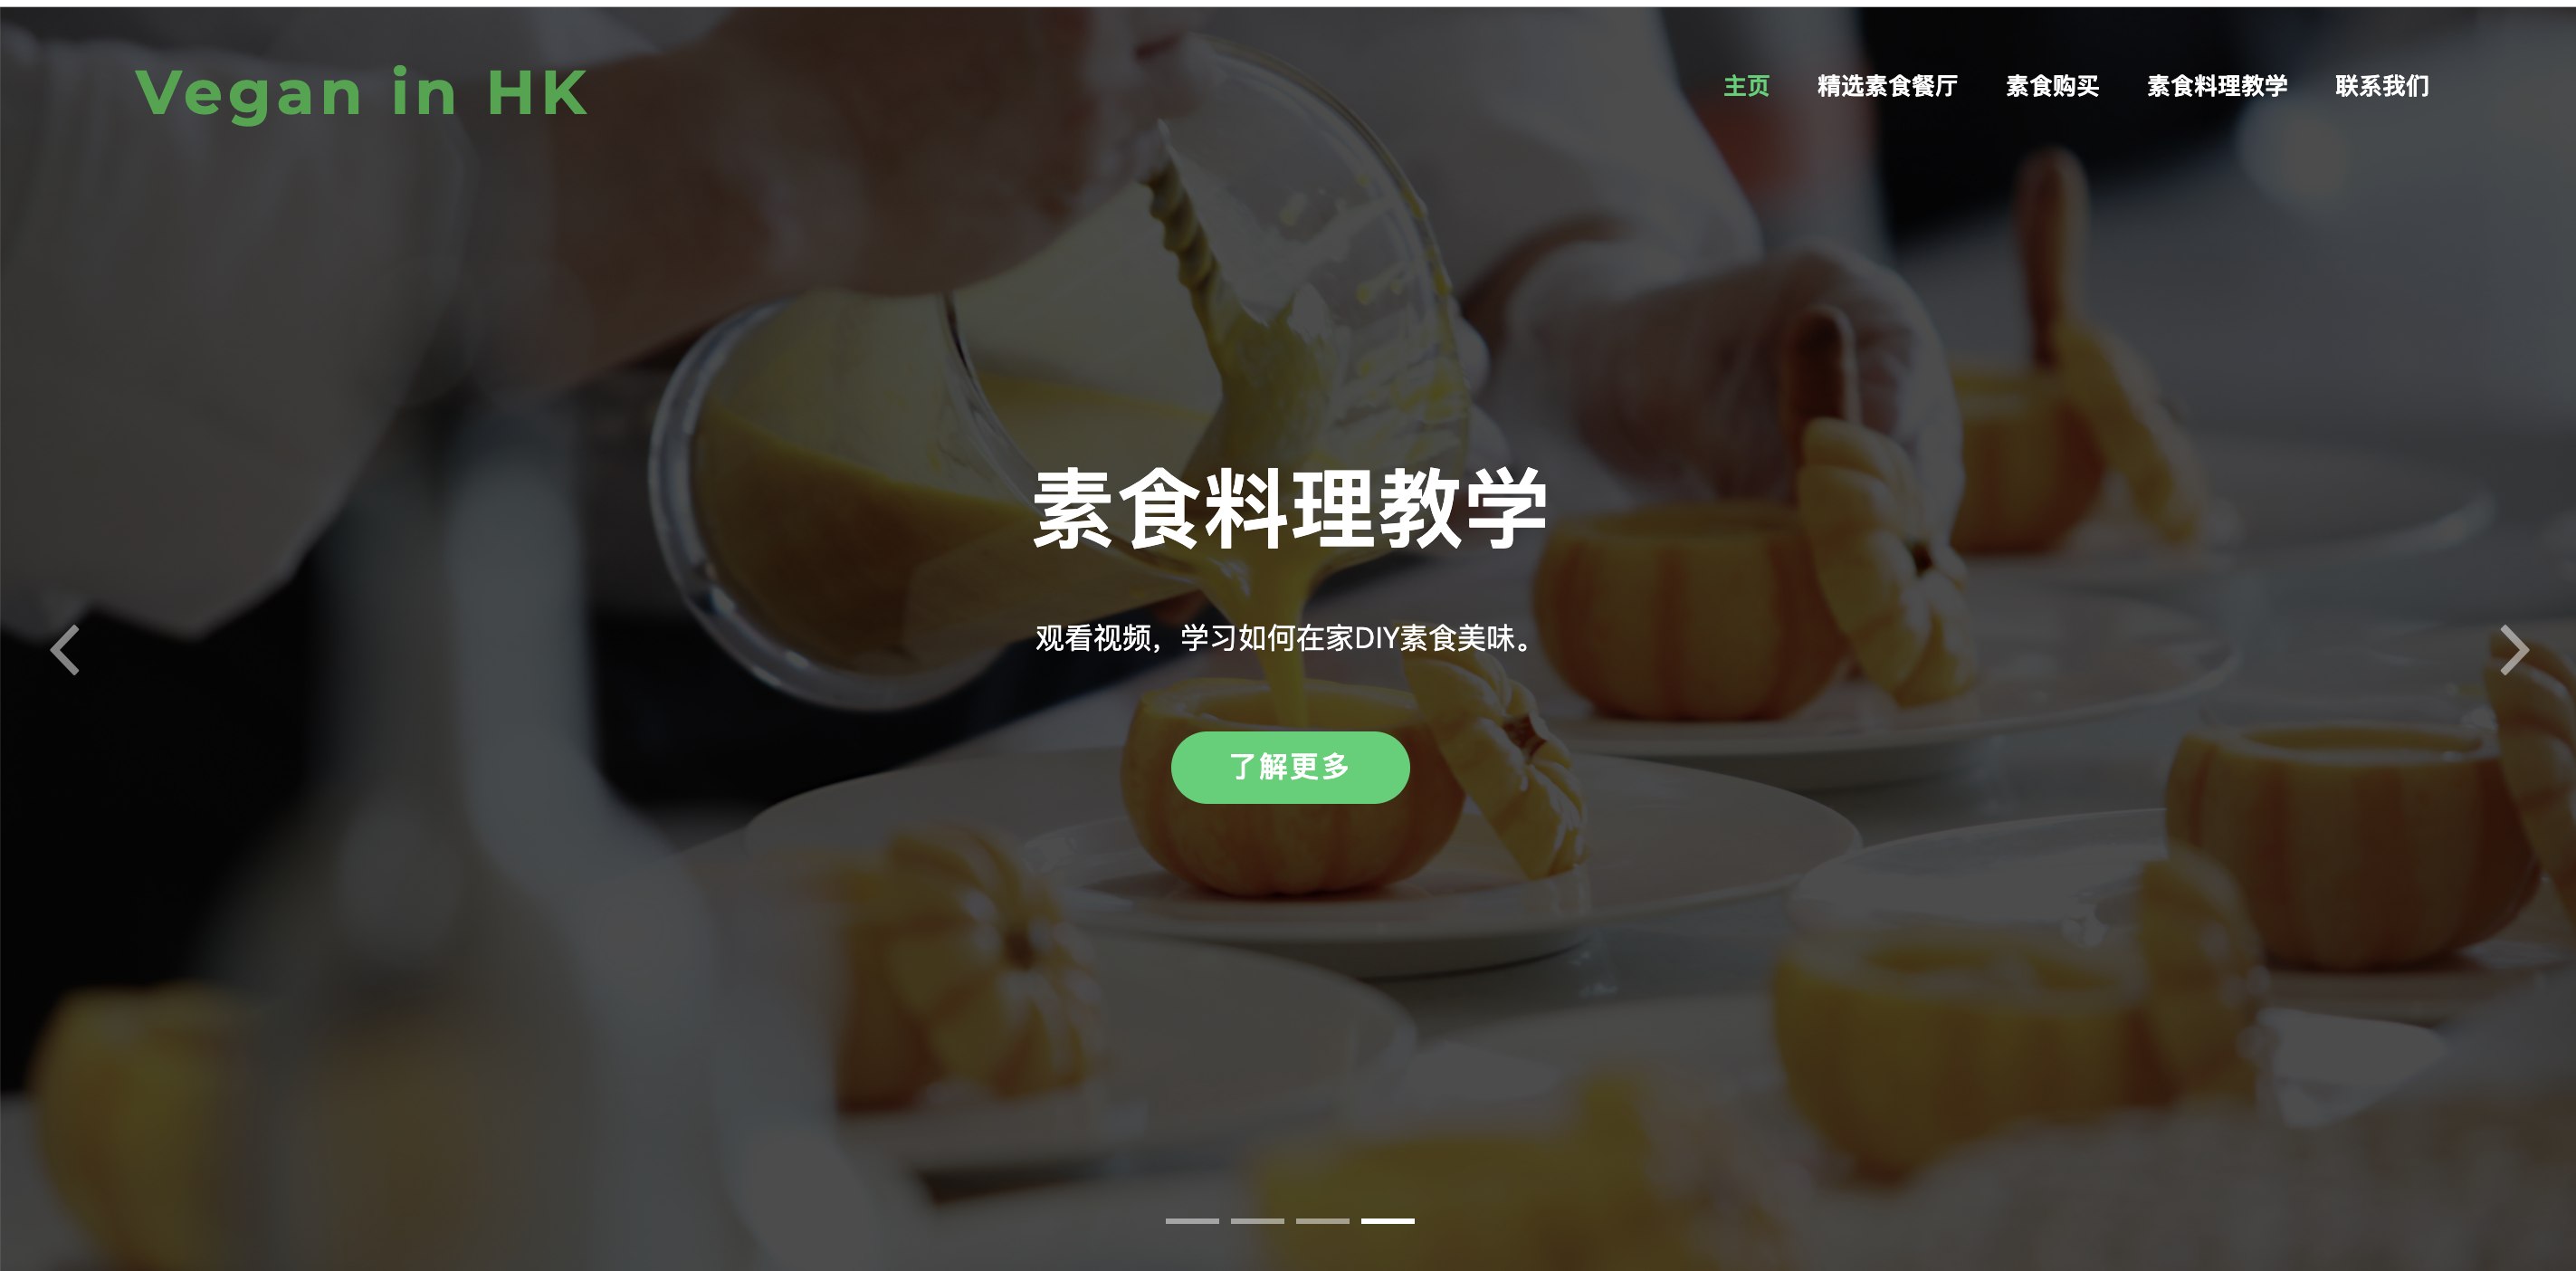 Vegan in HK
主页 精选素食餐厅 素食购买 素食料理教学 联系我们
素食料理教学
观看视频，学习如何在家DIY素食美味。
了解更多